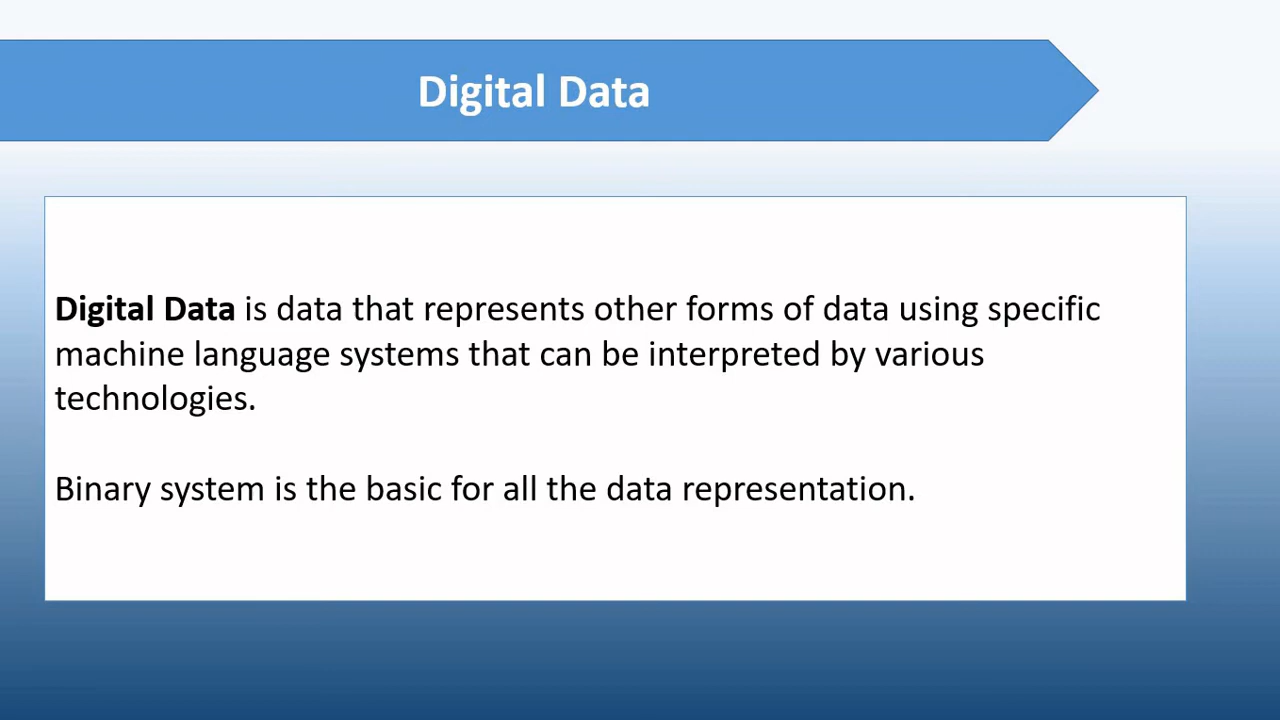 Digital Data
Digital Data is data that represents other forms of data using specific
machine language systems that can be interpreted by various
technologies.
Binary system is the basic for all the data representation.